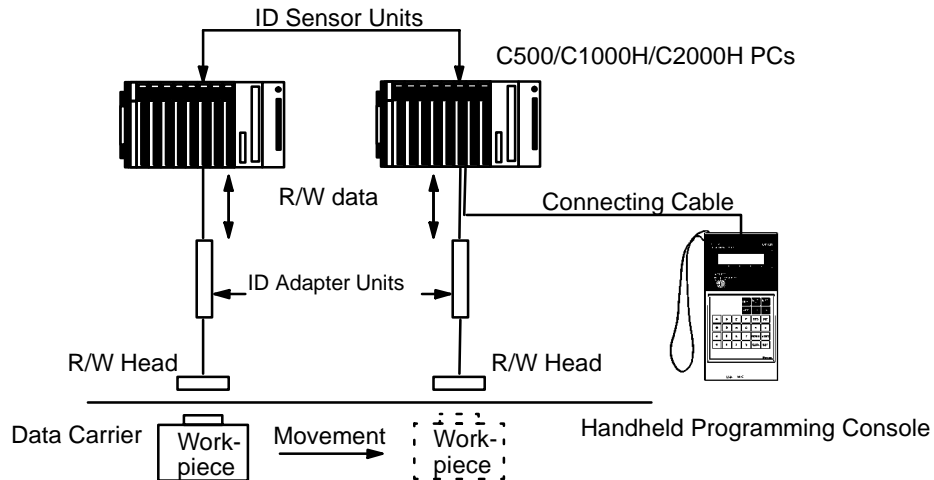 ID Sensor Units
C500/C1000H/C2000H PCs
R/W data
Connecting Cable
ID Adapter Units
R/W Head
R/W Head
Data Carrier
Work-
piece
Movement
Work-
piece
Handheld Programming Console